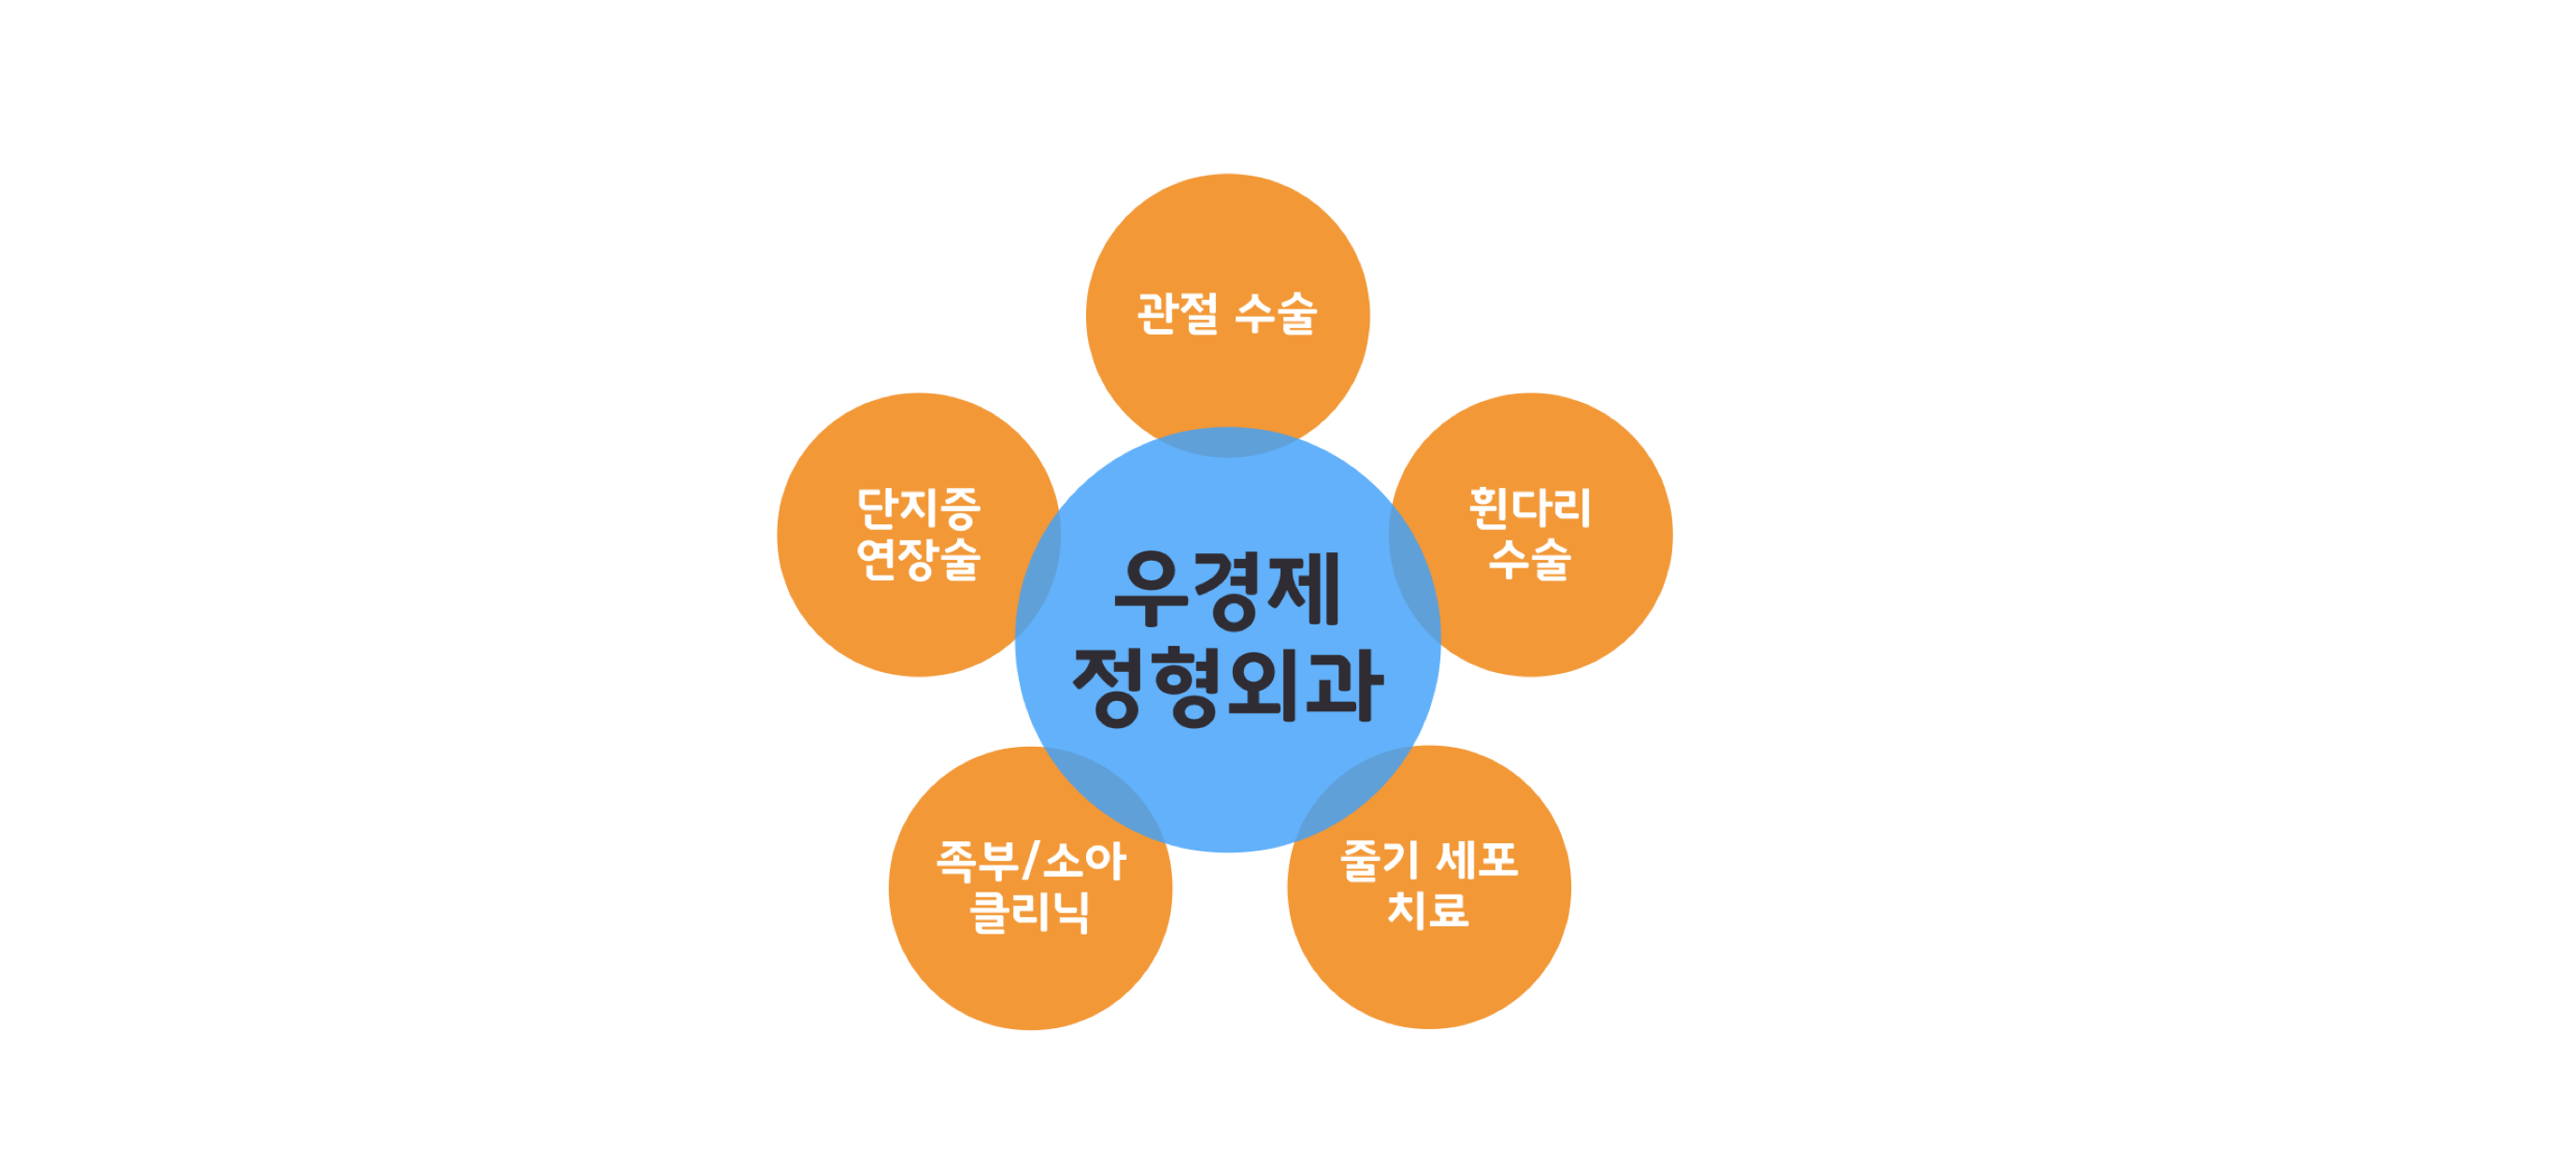 관절 수술
단지증
연장술
휜다리
수술
우경제
정형외과
족부/소아
클리닉
줄기 세포
치료